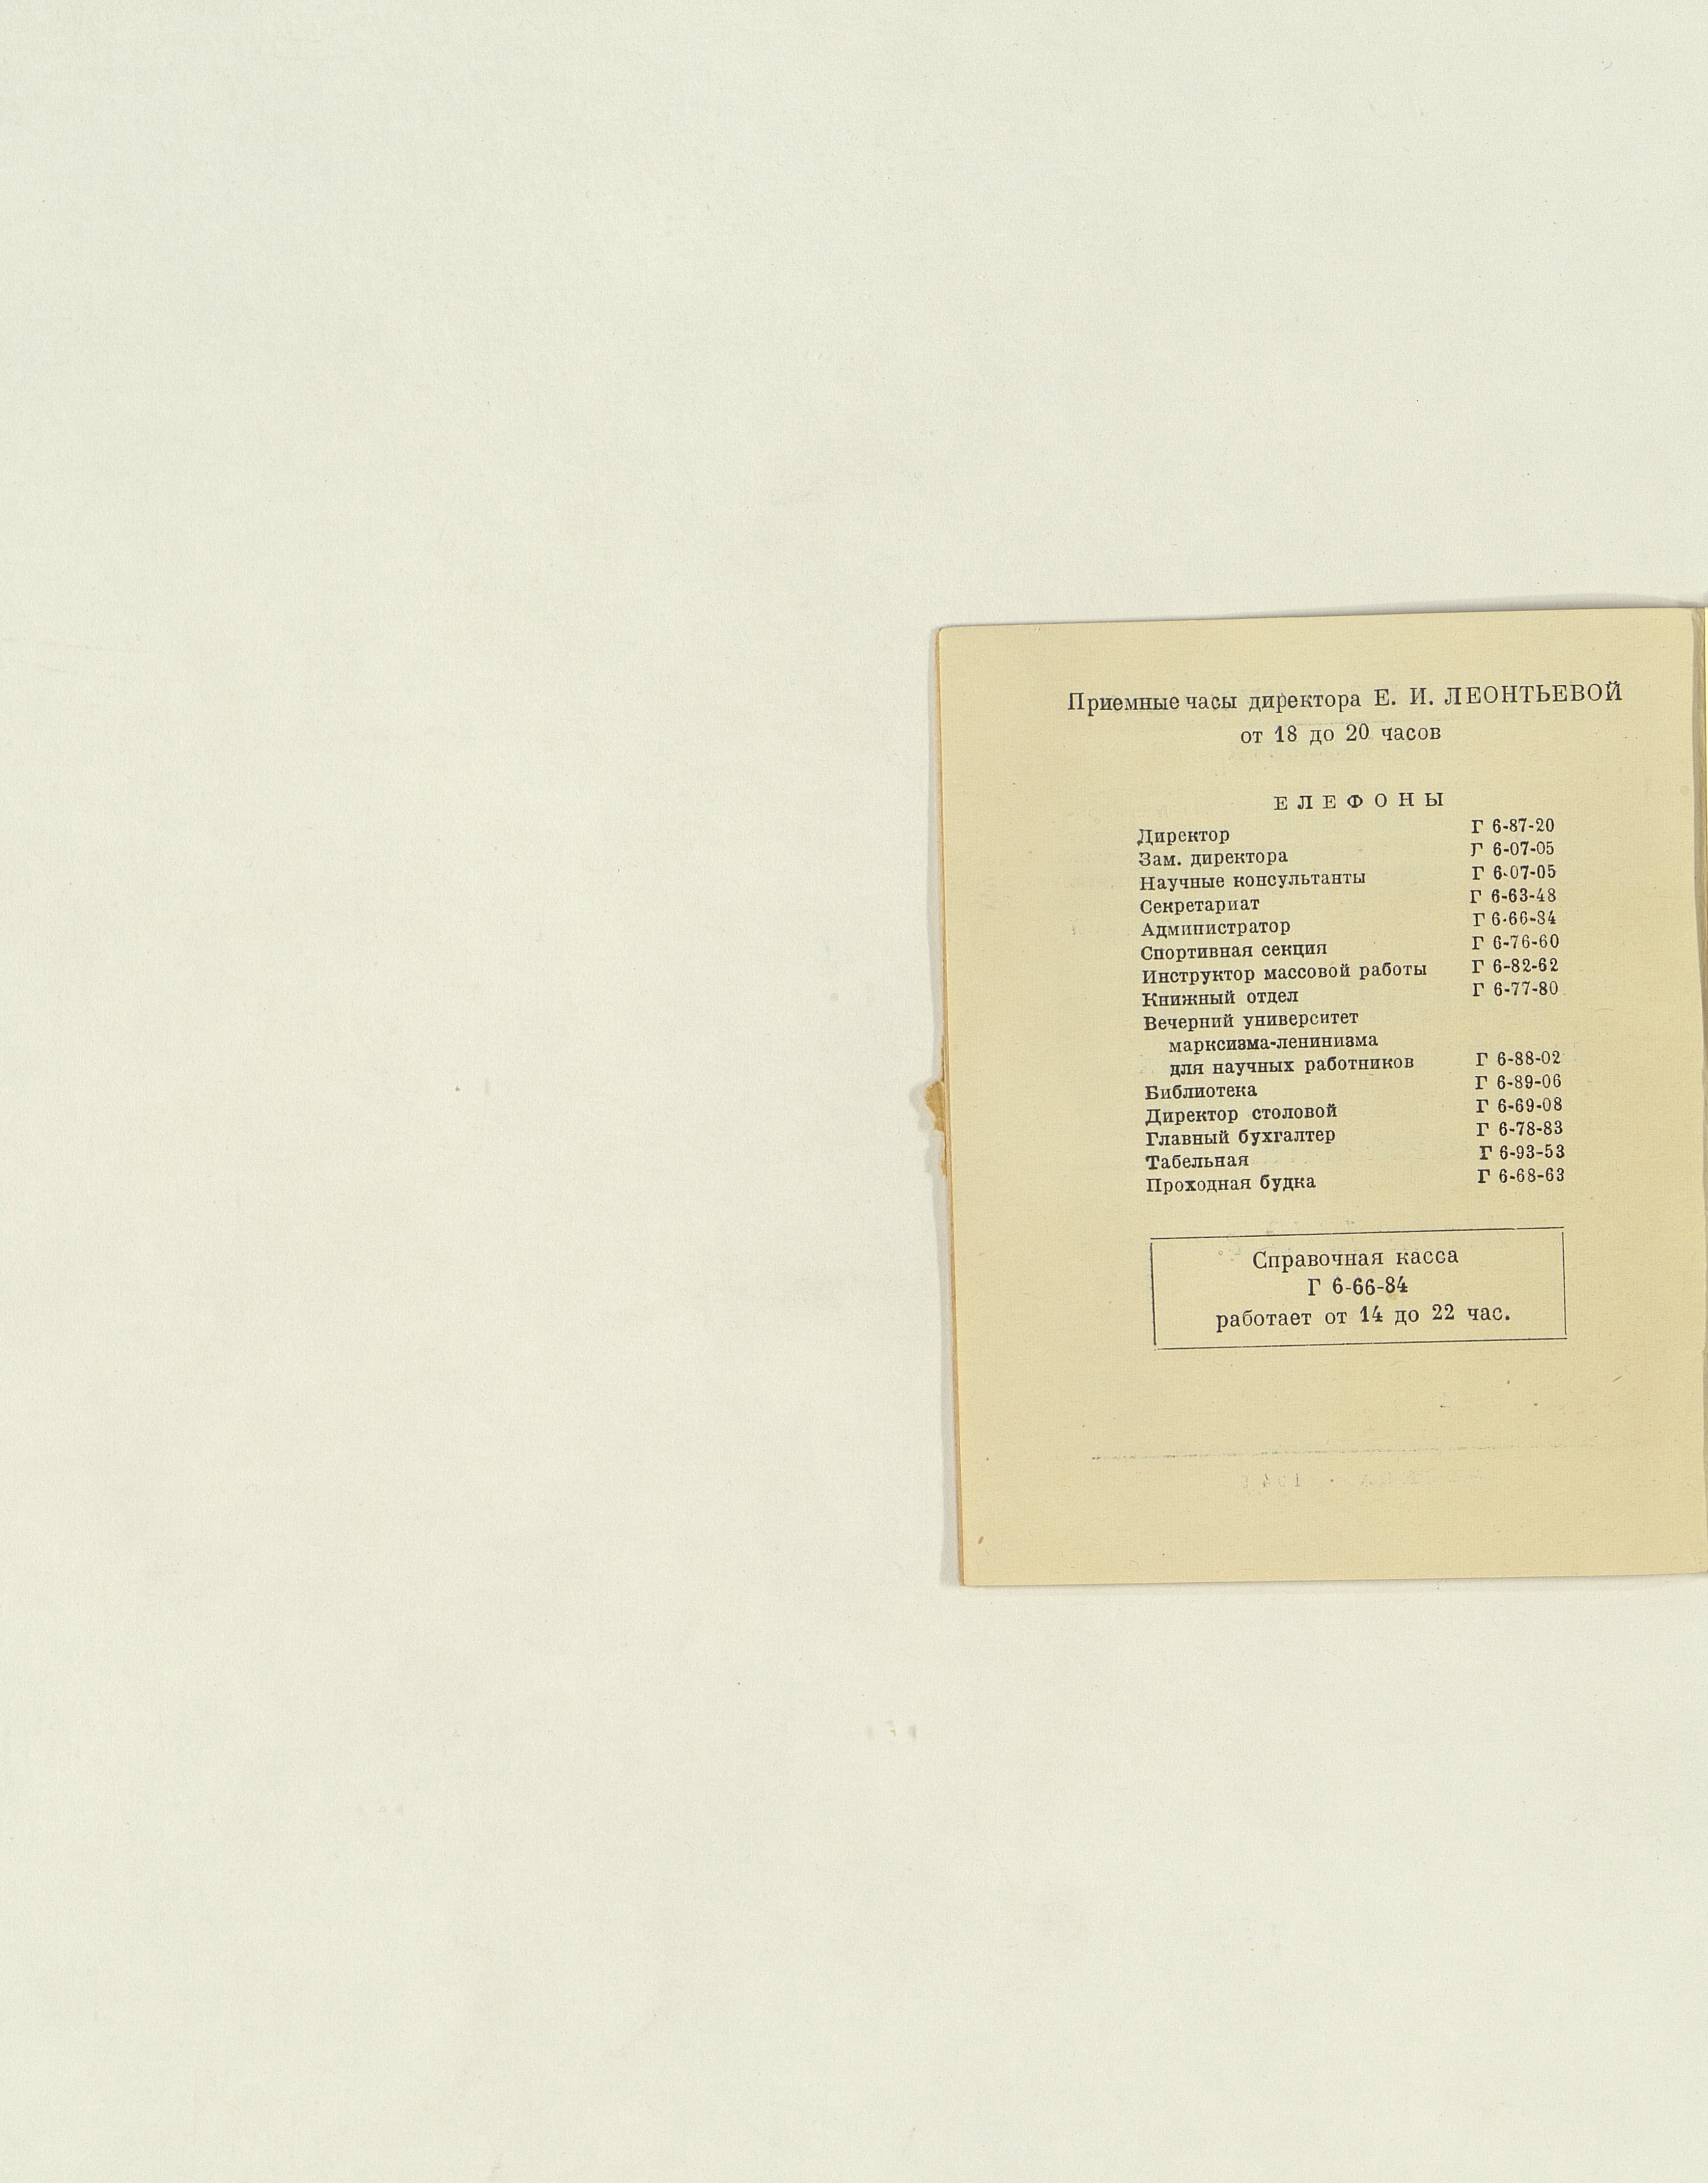 Приемные часы директора Е. И. ЛЕОНТЬЕВОЙ
от 18 до 20 часов
ЕЛЕФОНЫ
Директор Г 6-87-20
Зам. директора Г 6-07-05
Научные консультанты Г 6-07-05
Секретариат Г 6-63-48
Администратор Г 6-66-84
Спортивная секция Г 6-76-60
Инструктор массовой работы Г 6-82-62
Книжный отдел Г 6-77-80
Вечерний университет
марксизма-ленинизма
для научных работников Г 6-88-02
Библиотека Г 6-89-06
Директор столовой Г 6-69-08
Главный бухгалтер Г 6-78-83
Табельная Г 6-93-53
Проходная будка Г 6-68-63
Справочная касса
Г 6-66-84
работает от 14 до 22 час.